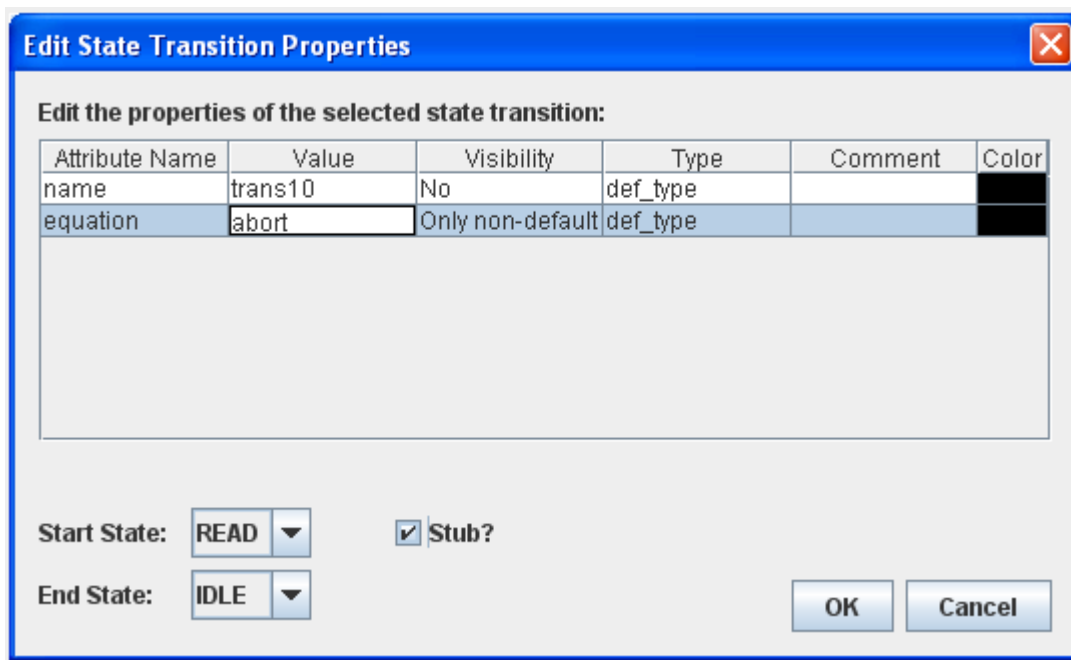 Edit State Transition Properties
Edit the properties of the selected state transition:
Attribute Name Value Visibility Type Comment Color
name trans10 No def_type
equation abort Only non-default def_type
Start State: READ Stub?
End State: IDLE
OK Cancel